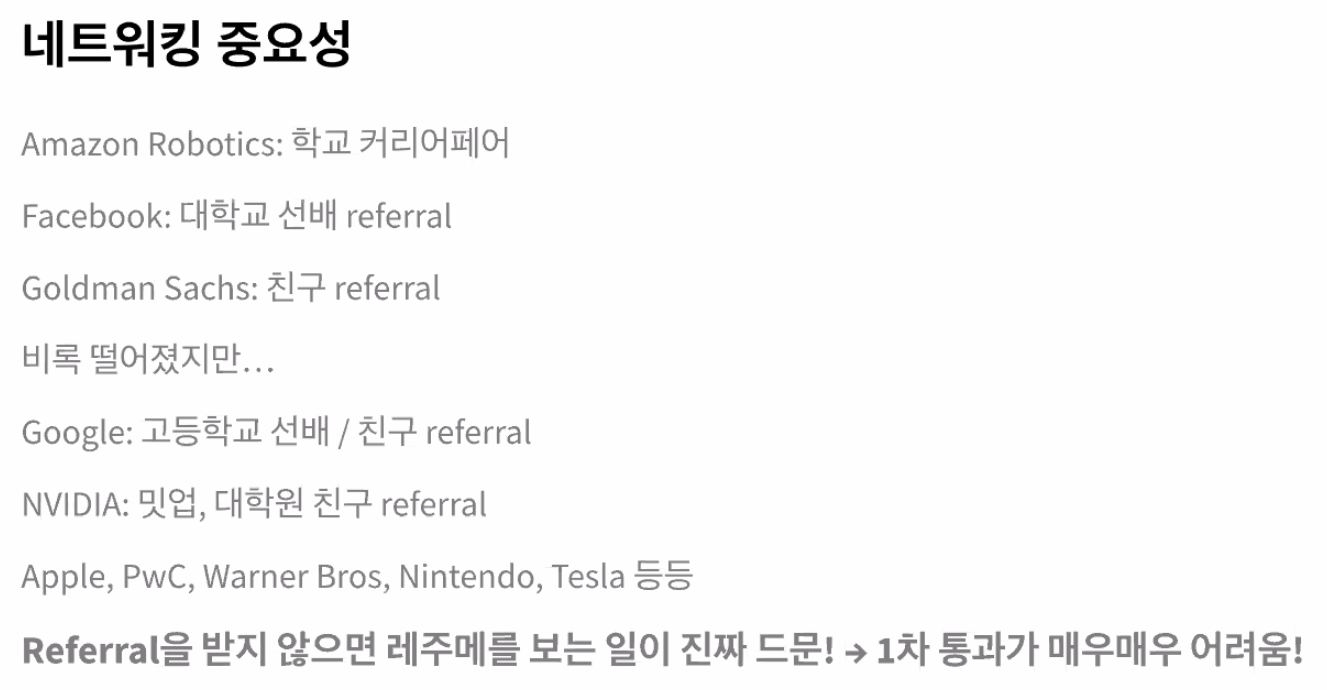 네트워킹 중요성
Amazon Robotics: 학교 커리어페어
Facebook: 대학교 선배 referral
Goldman Sachs: 친구 referral
비록 떨어졌지만…
Google: 고등학교 선배 / 친구 referral
NVIDIA: 밋업, 대학원 친구 referral
Apple, PwC, Warner Bros, Nintendo, Tesla 등등
Referral을 받지 않으면 레주메를 보는 일이 진짜 드문! → 1차 통과가 매우매우 어려움!